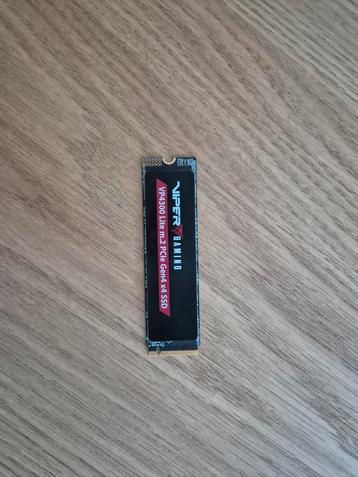 VIPER GAMING
VP4300 Lite m.2 PCIe Gen4 x4 SSD